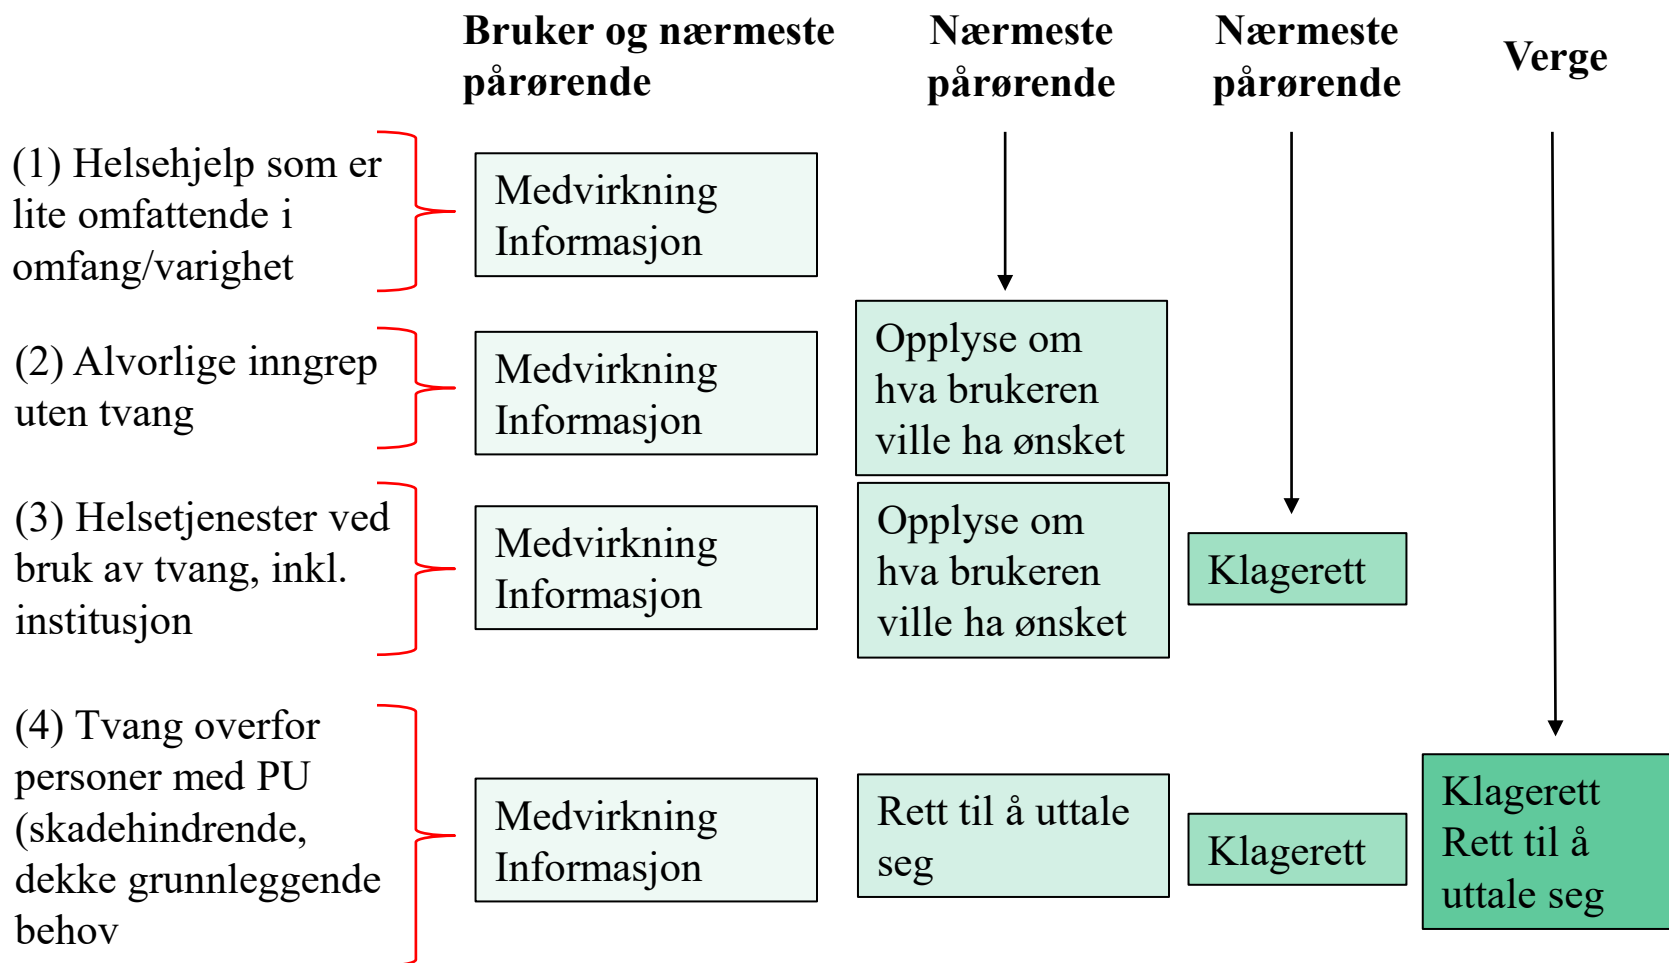 Bruker og nærmeste
pårørende
Nærmeste
pårørende
Nærmeste
pårørende
Verge
(1) Helsehjelp som er
lite omfattende i
omfang/varighet
Medvirkning
Informasjon
(2) Alvorlige inngrep
uten tvang
Medvirkning
Informasjon
Opplyse om
hva brukeren
ville ha ønsket
(3) Helsetjenester ved
bruk av tvang, inkl.
institusjon
Medvirkning
Informasjon
Opplyse om
hva brukeren
ville ha ønsket
Klagerett
(4) Tvang overfor
personer med PU
(skadehindrende,
dekke grunnleggende
behov
Medvirkning
Informasjon
Rett til å uttale
seg
Klagerett
Klagerett
Rett til å
uttale seg